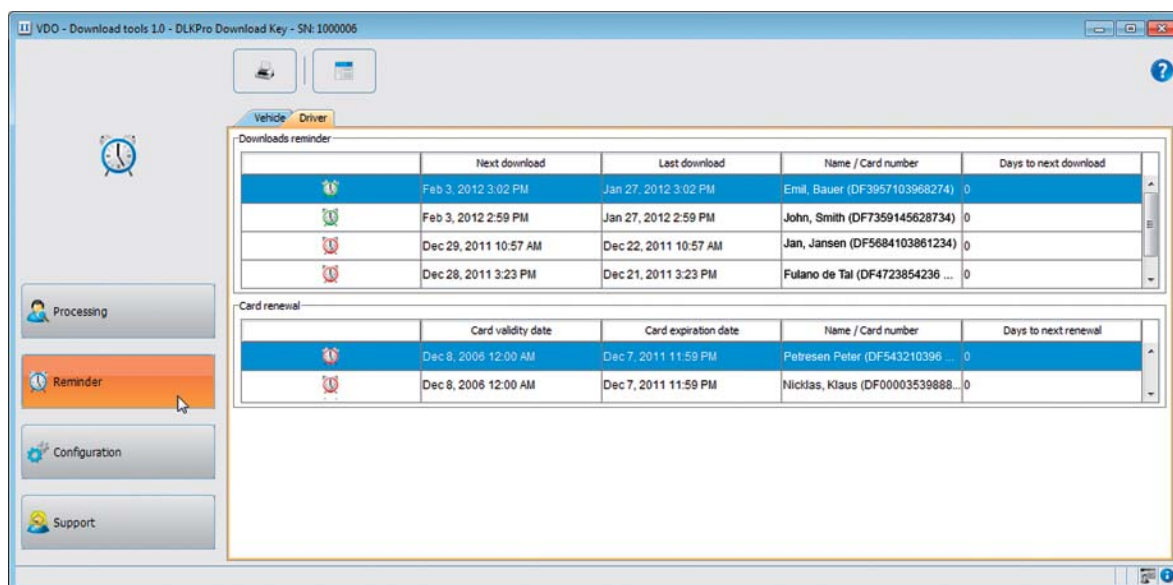 VDO - Download tools 1.0 - DLKPro Download Key - SN: 1000006
Vehicle Driver
Downloads reminder
Next download Last download Name / Card number Days to next download
Feb 3, 2012 3:02 PM Jan 27, 2012 3:02 PM Emil, Bauer (DF3957103968274) 0
Feb 3, 2012 2:59 PM Jan 27, 2012 2:59 PM John, Smith (DF7359145628734) 0
Dec 29, 2011 10:57 AM Dec 22, 2011 10:57 AM Jan, Jansen (DF5684103861234) 0
Dec 28, 2011 3:23 PM Dec 21, 2011 3:23 PM Fulano de Tal (DF4723854236 ... 0
Card renewal
Card validity date Card expiration date Name / Card number Days to next renewal
Dec 8, 2006 12:00 AM Dec 7, 2011 11:59 PM Petresen Peter (DF543210396 ... 0
Dec 8, 2006 12:00 AM Dec 7, 2011 11:59 PM Nicklas, Klaus (DF00003539888... 0
Processing
Reminder
Configuration
Support